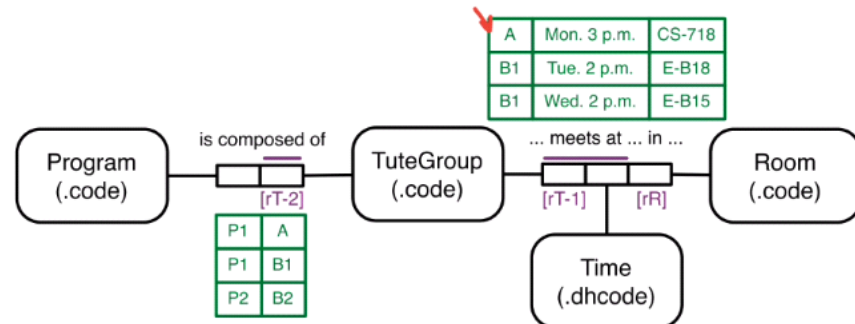 A Mon. 3 p.m. CS-718
B1 Tue. 2 p.m. E-B18
B1 Wed. 2 p.m. E-B15
is composed of
... meets at ... in ...
Program
(.code)
TuteGroup
(.code)
Room
(.code)
[rT-2]
[rT-1]
[rR]
P1 A
P1 B1
P2 B2
Time
(.dhcode)